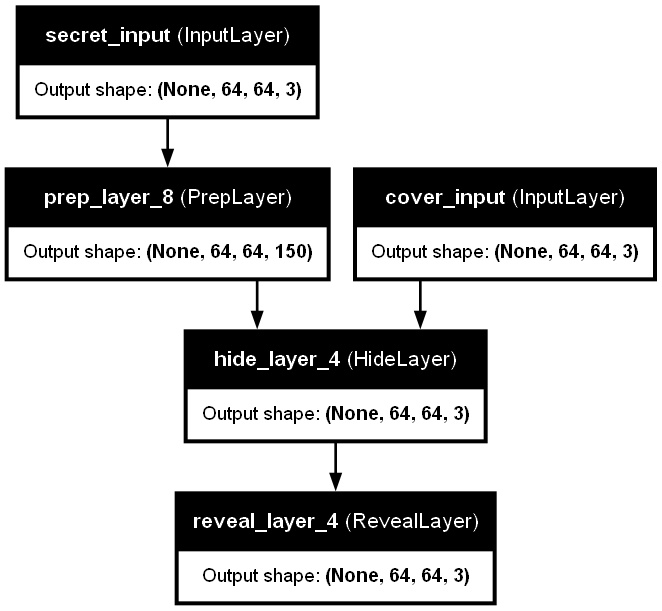 secret_input (InputLayer)
Output shape: (None, 64, 64, 3)
prep_layer_8 (PrepLayer)
Output shape: (None, 64, 64, 150)
cover_input (InputLayer)
Output shape: (None, 64, 64, 3)
hide_layer_4 (HideLayer)
Output shape: (None, 64, 64, 3)
reveal_layer_4 (RevealLayer)
Output shape: (None, 64, 64, 3)